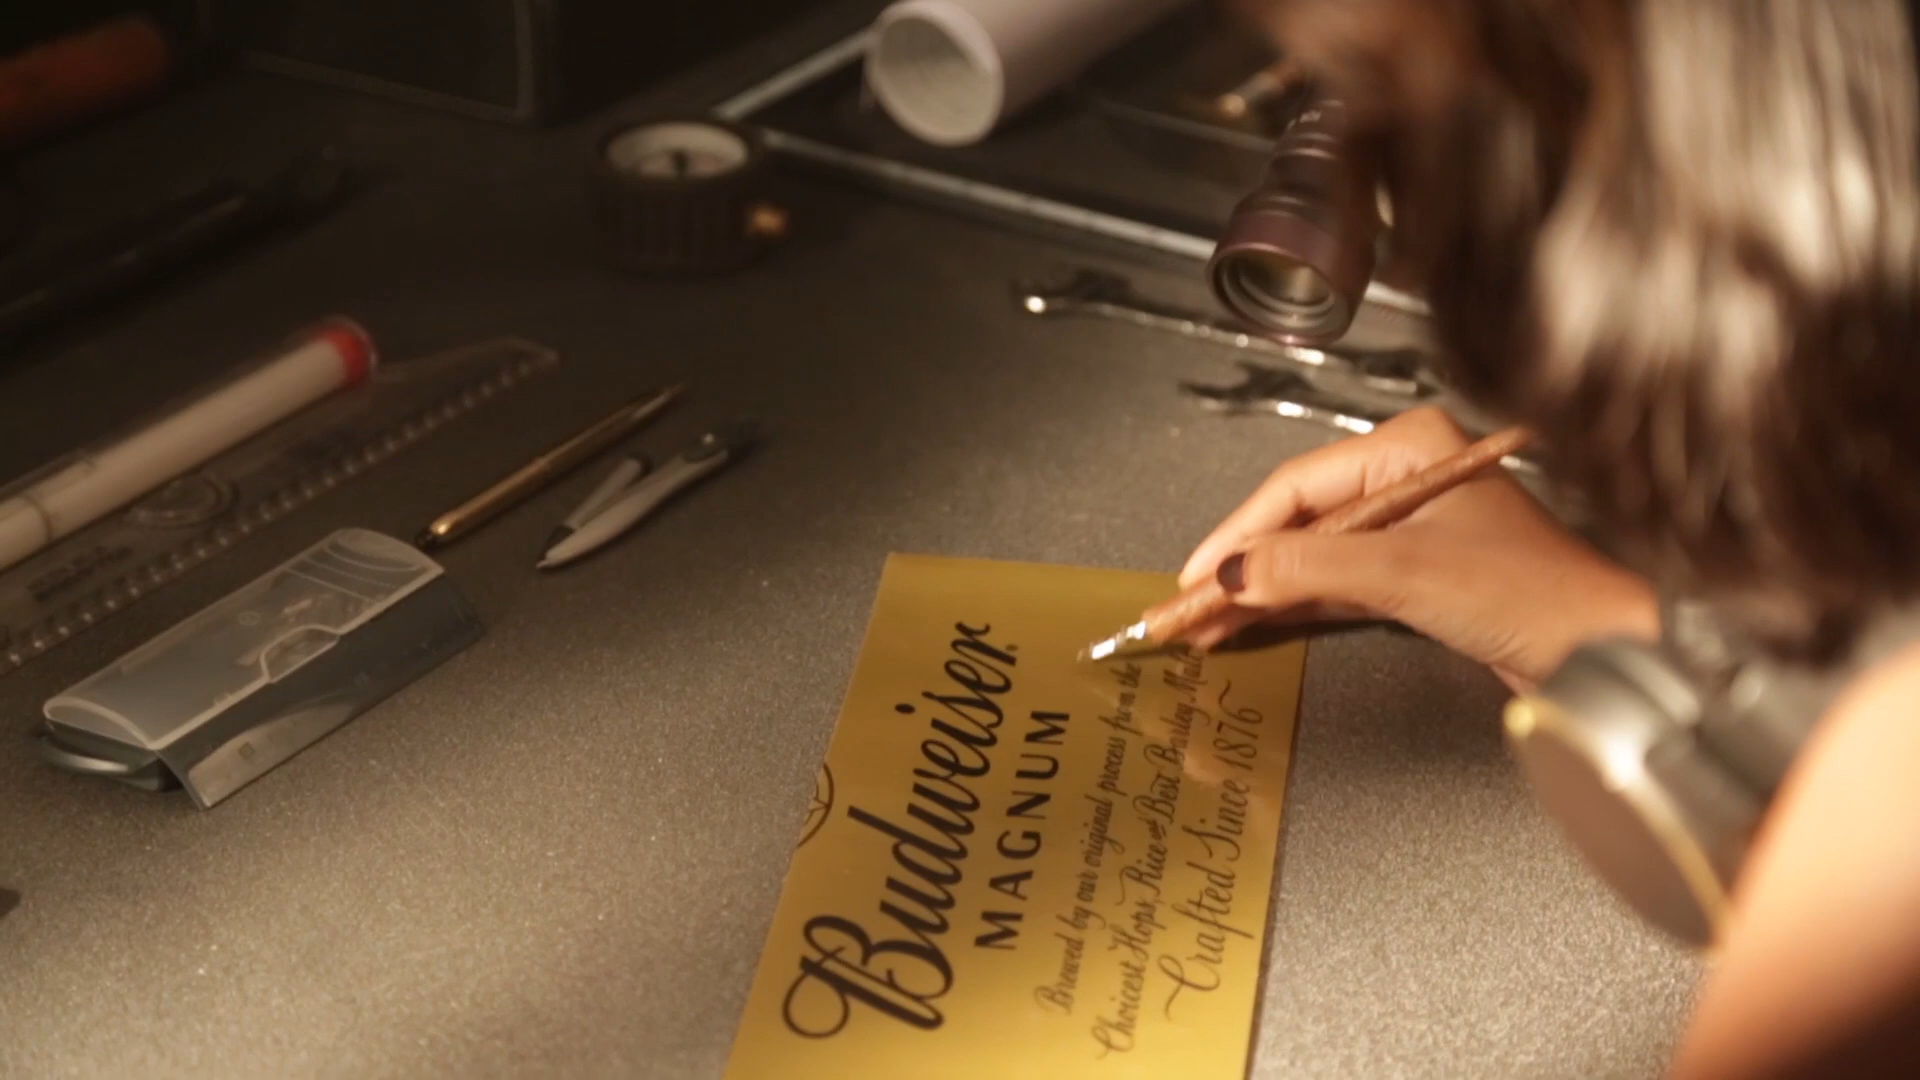 Budweiser
MAGNUM
Brewed by our original process from the
Choicest Hops, Rice and Best Barley Malt
Crafted Since 1876